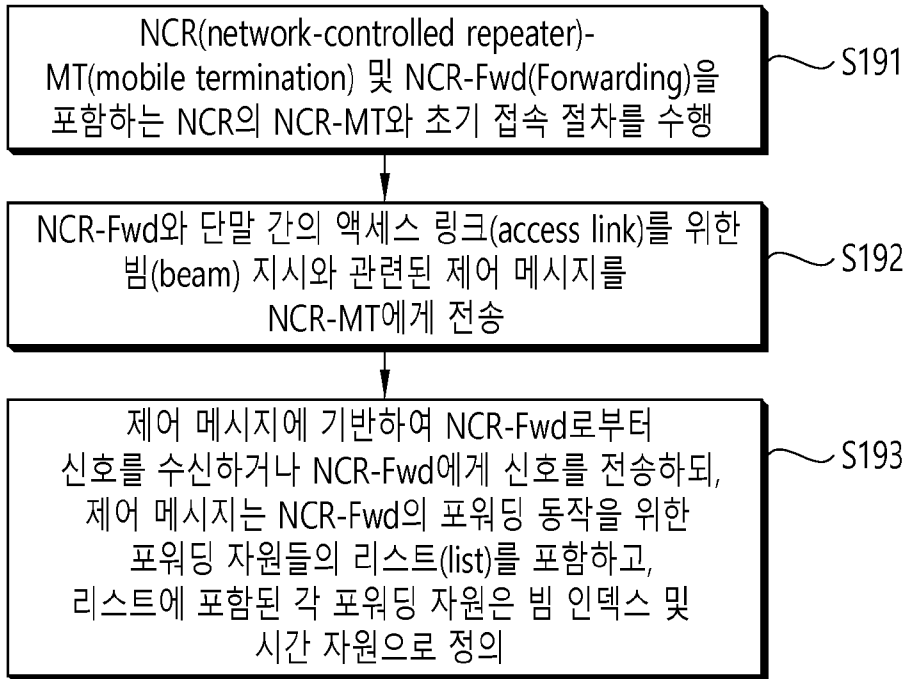 NCR(network-controlled repeater)-
MT(mobile termination) 및 NCR-Fwd(Forwarding)을
포함하는 NCR의 NCR-MT와 초기 접속 절차를 수행
S191
NCR-Fwd와 단말 간의 액세스 링크(access link)를 위한
빔(beam) 지시와 관련된 제어 메시지를
NCR-MT에게 전송
S192
제어 메시지에 기반하여 NCR-Fwd로부터
신호를 수신하거나 NCR-Fwd에게 신호를 전송하되,
제어 메시지는 NCR-Fwd의 포워딩 동작을 위한
포워딩 자원들의 리스트(list)를 포함하고,
리스트에 포함된 각 포워딩 자원은 빔 인덱스 및
시간 자원으로 정의
S193